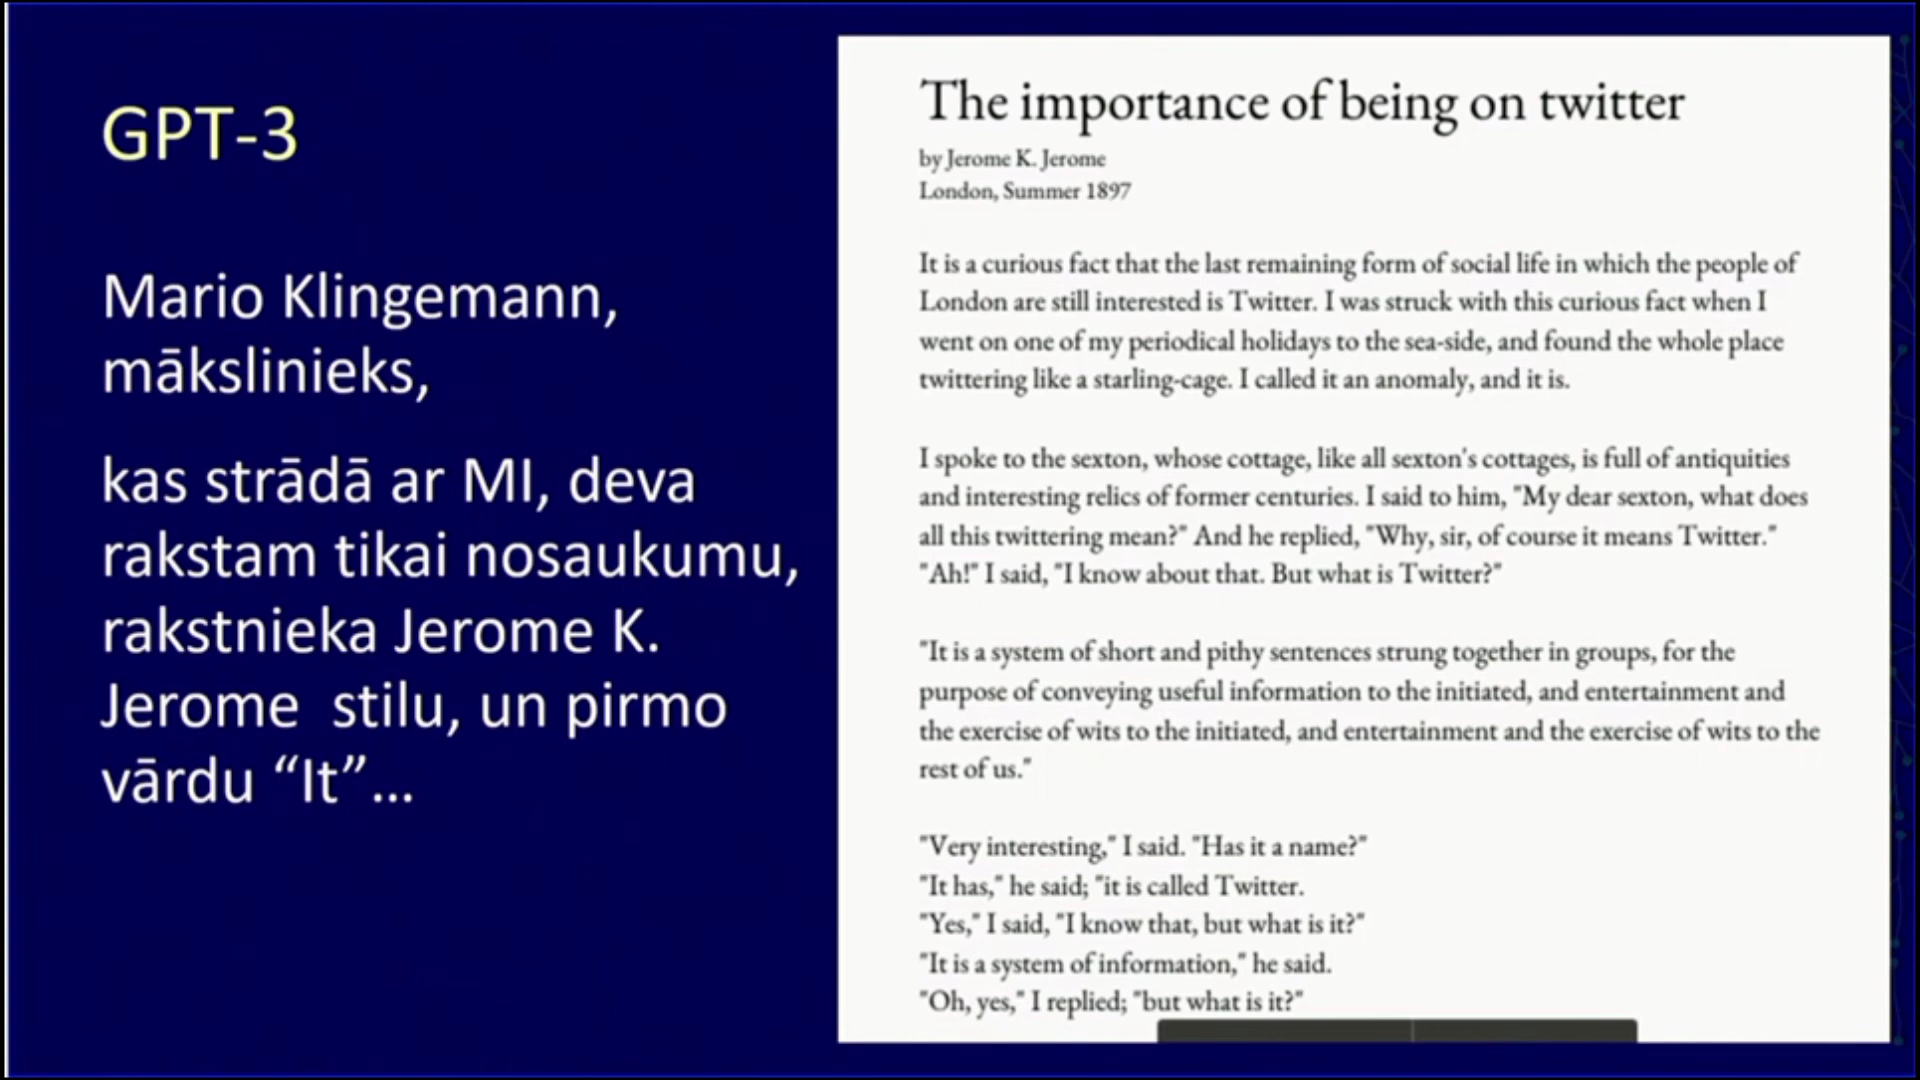 GPT-3
Mario Klingemann,
mākslinieks,
kas strādā ar MI, deva
rakstam tikai nosaukumu,
rakstnieka Jerome K.
Jerome stilu, un pirmo
vārdu “It”…
The importance of being on twitter
by Jerome K. Jerome
London, Summer 1897
It is a curious fact that the last remaining form of social life in which the people of
London are still interested is Twitter. I was struck with this curious fact when I
went on one of my periodical holidays to the sea-side, and found the whole place
twittering like a starling-cage. I called it an anomaly, and it is.
I spoke to the sexton, whose cottage, like all sexton's cottages, is full of antiquities
and interesting relics of former centuries. I said to him, "My dear sexton, what does
all this twittering mean?" And he replied, "Why, sir, of course it means Twitter."
"Ah!" I said, "I know about that. But what is Twitter?"
"It is a system of short and pithy sentences strung together in groups, for the
purpose of conveying useful information to the initiated, and entertainment and
the exercise of wits to the initiated, and entertainment and the exercise of wits to the
rest of us."
"Very interesting," I said. "Has it a name?"
"It has," he said; "it is called Twitter.
"Yes," I said, "I know that, but what is it?"
"It is a system of information," he said.
"Oh, yes," I replied; "but what is it?"